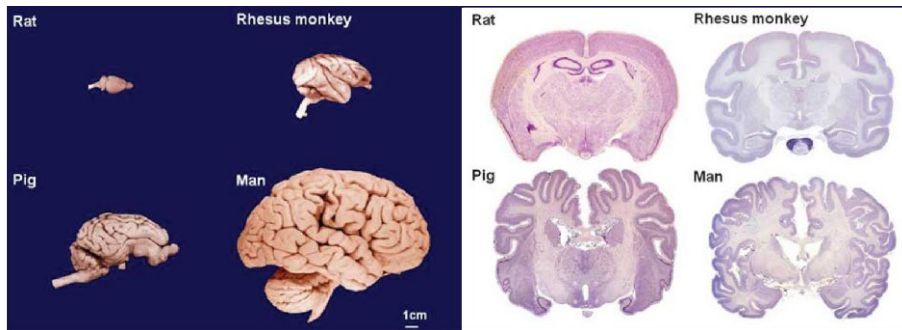 Rat
Rhesus monkey
Pig
Man
1cm
Rat
Rhesus monkey
Pig
Man